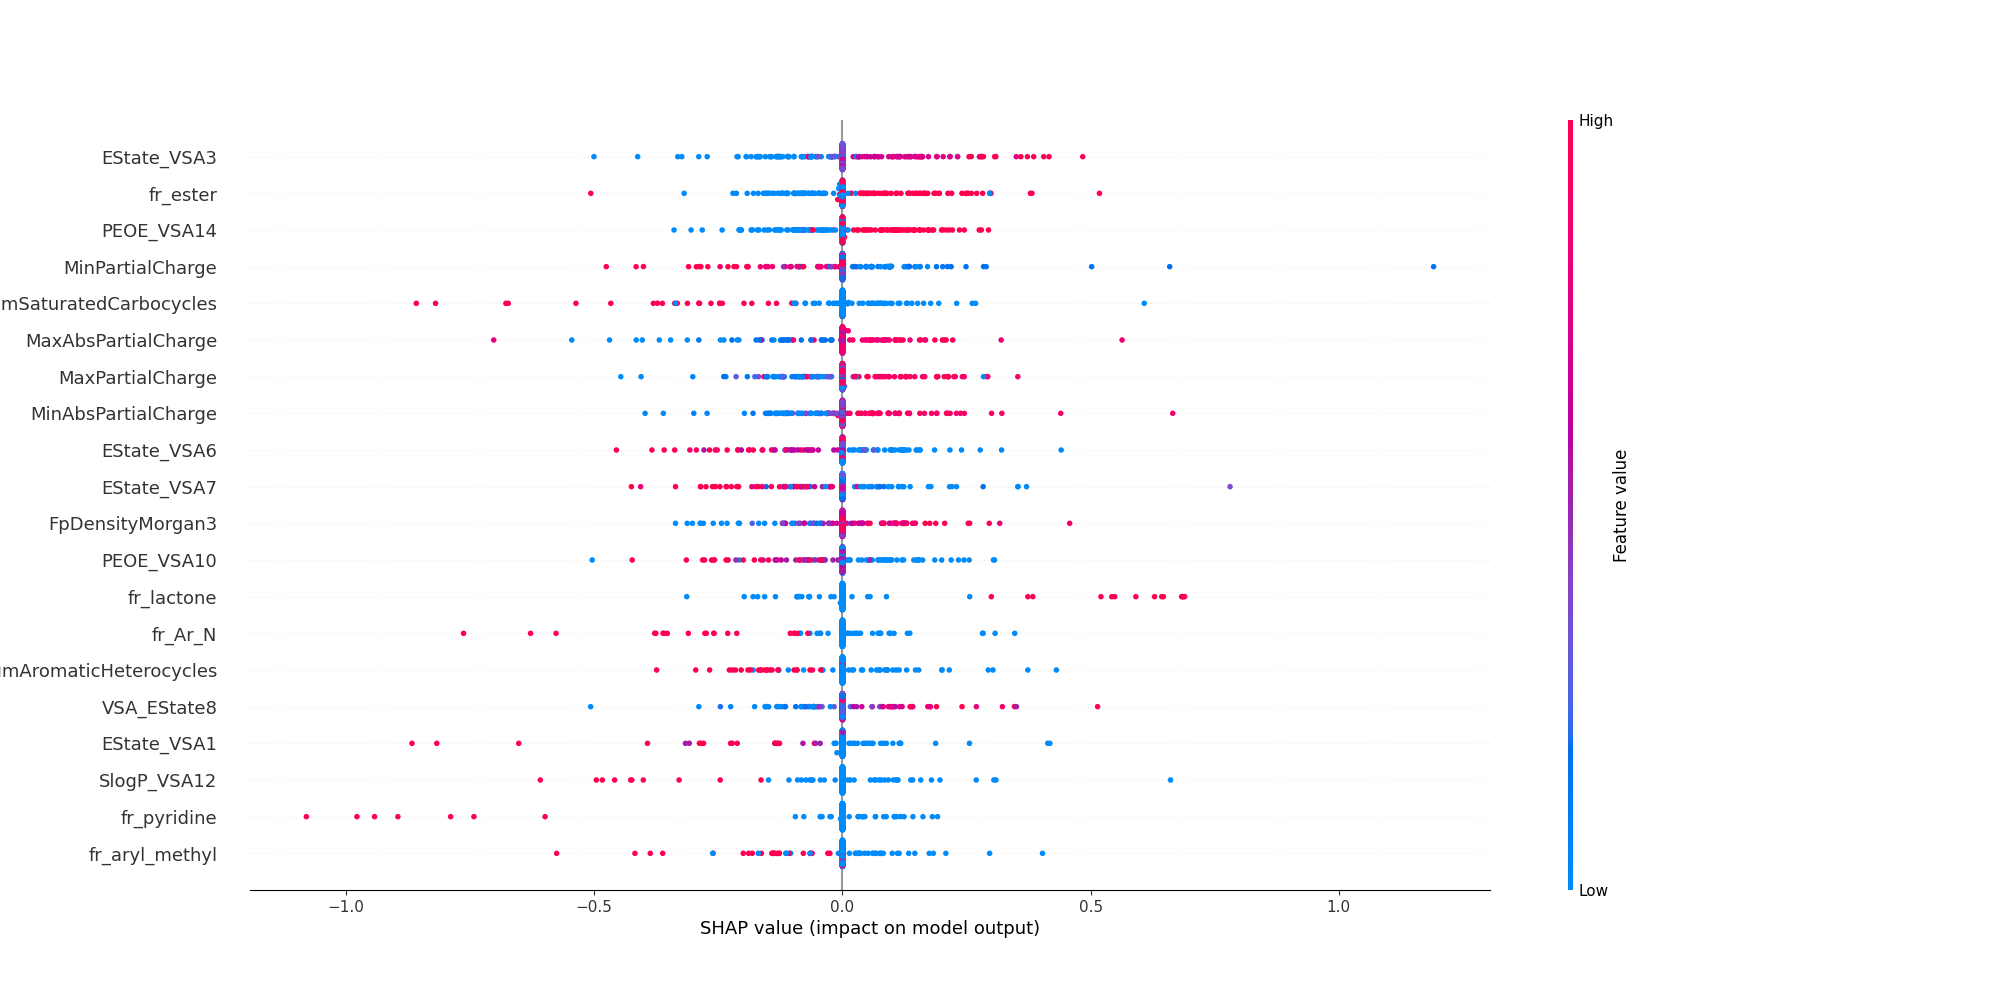 High
EState_VSA3
fr_ester
PEOE_VSA14
MinPartialCharge
mSaturatedCarbocycles
MaxAbsPartialCharge
MaxPartialCharge
MinAbsPartialCharge
EState_VSA6
EState_VSA7
FpDensityMorgan3
PEOE_VSA10
fr_lactone
fr_Ar_N
umAromaticHeterocycles
VSA_EState8
EState_VSA1
SlogP_VSA12
fr_pyridine
fr_aryl_methyl
Feature value
Low
−1.0 −0.5 0.0 0.5 1.0
SHAP value (impact on model output)